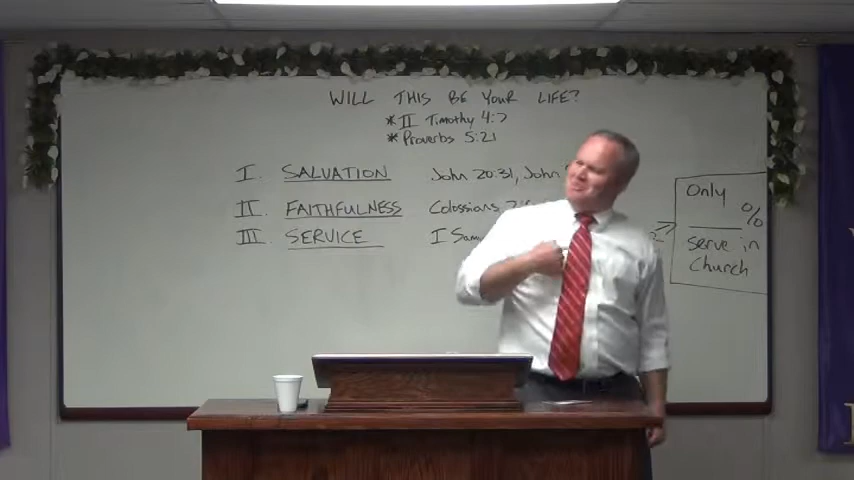 WILL THIS BE YOUR LIFE?
*II Timothy 4:7
*Proverbs 5:21
I. SALVATION John 20:31, John
II. FAITHFULNESS Colossians
III. SERVICE I Sam
Only
%
serve in
Church